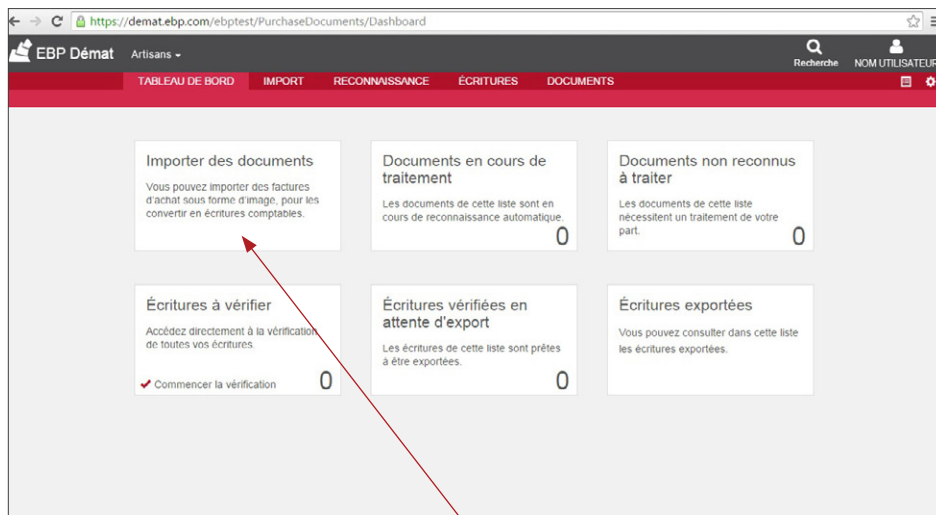 https://demat.ebp.com/ebptest/PurchaseDocuments/Dashboard
EBP Démat Artisans
Recherche NOM UTILISATEUR
TABLEAU DE BORD IMPORT RECONNAISSANCE ÉCRITURES DOCUMENTS
Importer des documents
Vous pouvez importer des factures
d'achat sous forme d'image, pour les
convertir en écritures comptables.
Documents en cours de
traitement
Les documents de cette liste sont en
cours de reconnaissance automatique.
0
Documents non reconnus
à traiter
Les documents de cette liste
nécessitent un traitement de votre
part.
0
Écritures à vérifier
Accédez directement à la vérification
de toutes vos écritures.
Commencer la vérification 0
Écritures vérifiées en
attente d'export
Les écritures de cette liste sont prêtes
à être exportées.
0
Écritures exportées
Vous pouvez consulter dans cette liste
les écritures exportées.